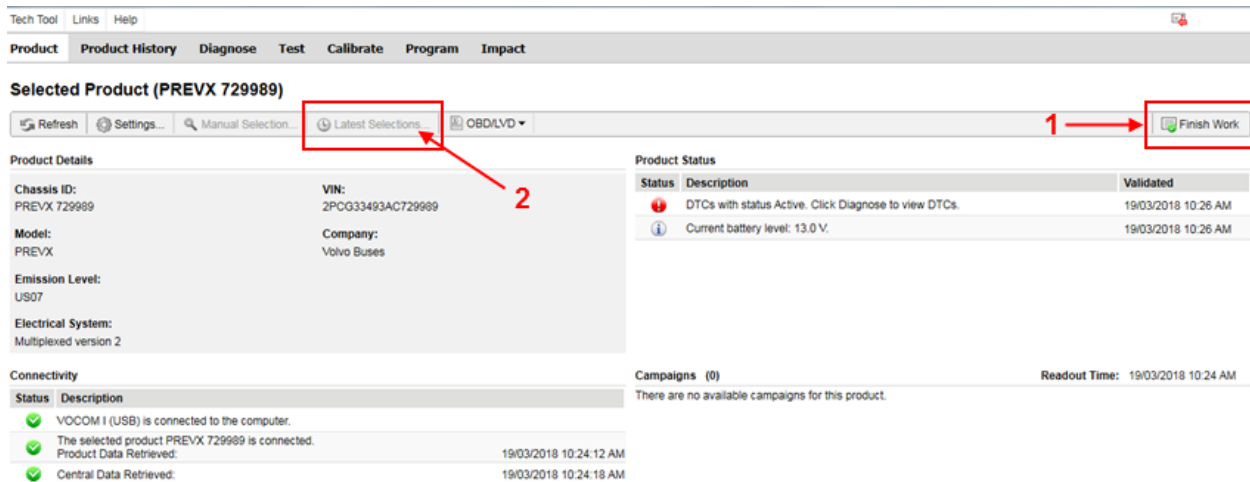 Tech Tool Links Help
Product Product History Diagnose Test Calibrate Program Impact
Selected Product (PREVX 729989)
Refresh Settings... Manual Selection... Latest Selections... OBD/LVD 1 Finish Work
2
Product Details
Chassis ID: VIN:
PREVX 729989 2PCG33493AC729989
Model: Company:
PREVX Volvo Buses
Emission Level:
US07
Electrical System:
Multiplexed version 2
Product Status
Status Description Validated
DTCs with status Active. Click Diagnose to view DTCs. 19/03/2018 10:26 AM
Current battery level: 13.0 V. 19/03/2018 10:26 AM
Connectivity
Status Description
VOCOM I (USB) is connected to the computer.
The selected product PREVX 729989 is connected.
Product Data Retrieved: 19/03/2018 10:24:12 AM
Central Data Retrieved: 19/03/2018 10:24:18 AM
Campaigns (0) Readout Time: 19/03/2018 10:24 AM
There are no available campaigns for this product.